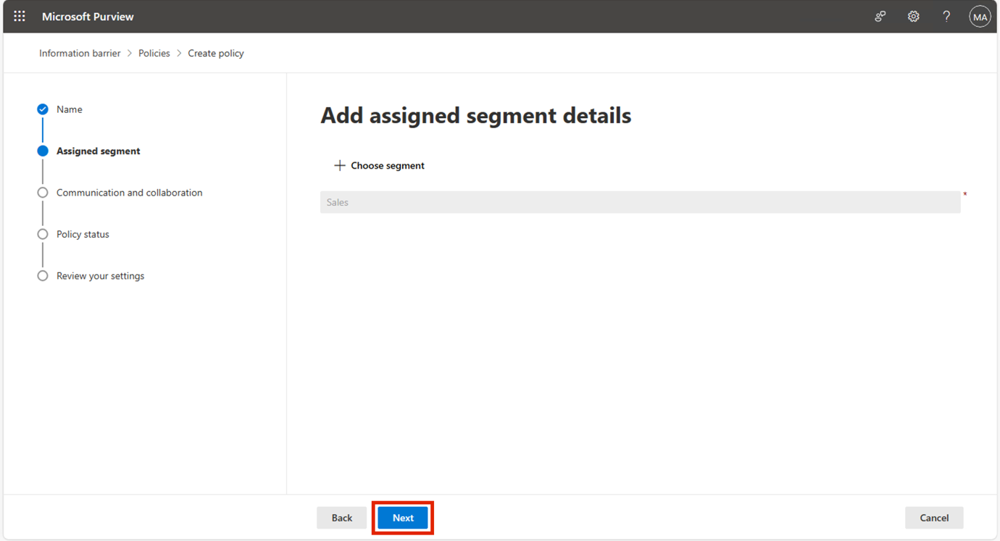 Microsoft Purview
MA
Information barrier > Policies > Create policy
Name
Assigned segment
Communication and collaboration
Policy status
Review your settings
Add assigned segment details
+ Choose segment
Sales *
Back Next Cancel